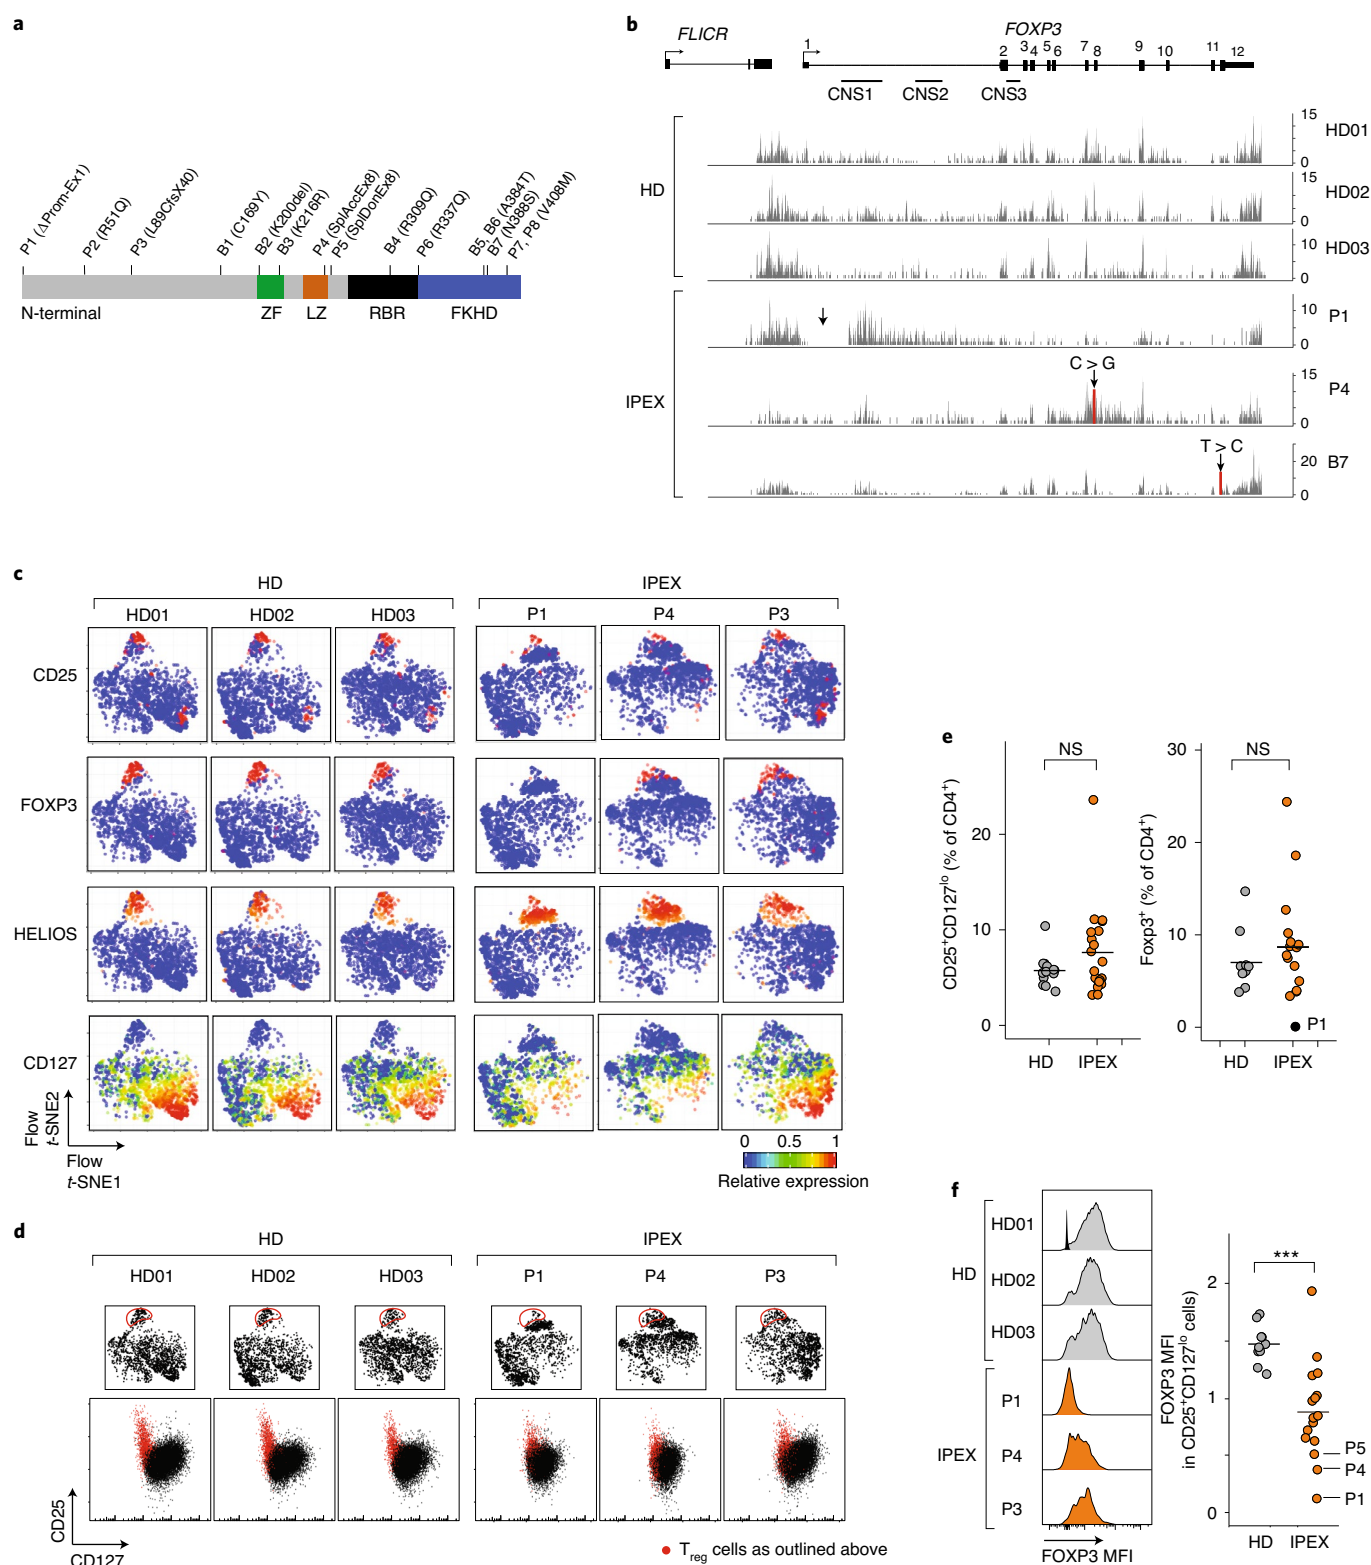 a
P1 (ΔProm-Ex1)
P2 (R51Q)
P3 (L89CfsX40)
B1 (C169Y)
B2 (K200del)
B3 (K216R)
P4 (SplAccEx8)
P5 (SplDonEx8)
B4 (R309Q)
P6 (R337Q)
B5, B6 (A384T)
B7 (N388S)
P7, P8 (V408M)
N-terminal ZF LZ RBR FKHD
b
FLICR FOXP3
1 2 3 4 5 6 7 8 9 10 11 12
CNS1 CNS2 CNS3
HD
15
0
HD01
15
0
HD02
10
0
HD03
IPEX
10
0
P1
C > G
15
0
P4
T > C
20
0
B7
c
HD IPEX
HD01 HD02 HD03 P1 P4 P3
CD25
FOXP3
HELIOS
CD127
Flow t-SNE2
Flow t-SNE1
0 0.5 1
Relative expression
d
HD IPEX
HD01 HD02 HD03 P1 P4 P3
CD25
CD127
Treg cells as outlined above
e
CD25+CD127lo (% of CD4+)
NS
20
10
0
HD IPEX
Foxp3+ (% of CD4+)
NS
30
20
10
0
P1
HD IPEX
f
HD
HD01
HD02
HD03
IPEX
P1
P4
P3
FOXP3 MFI
FOXP3 MFI
in CD25+CD127lo cells)
***
2
1
0
P5
P4
P1
HD IPEX